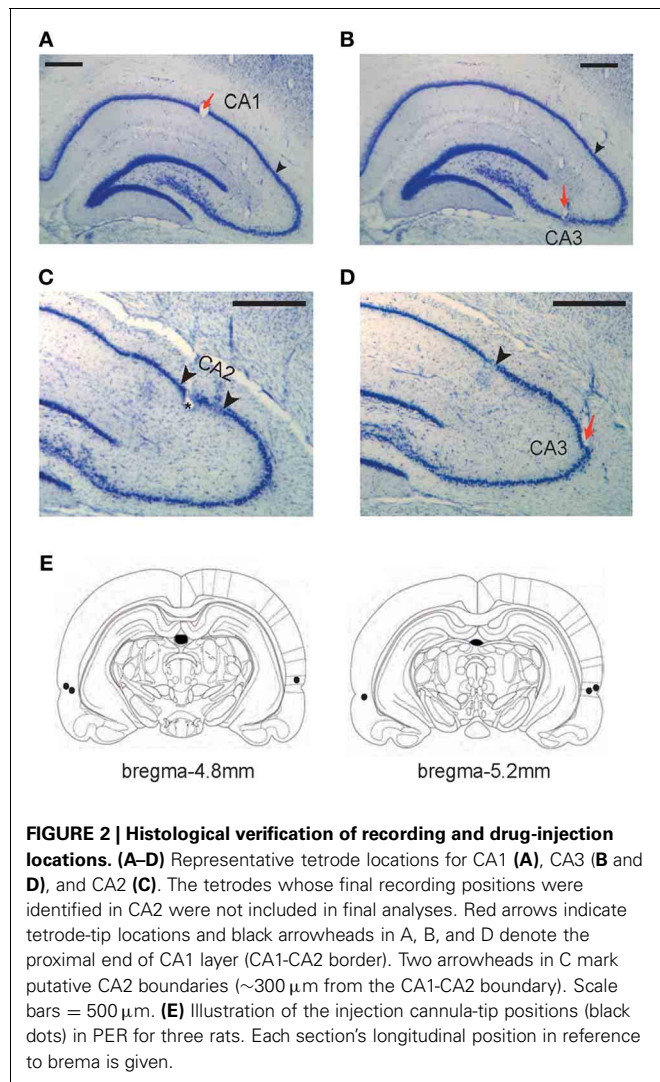 A
B
CA1
CA3
C
D
CA2
*
CA3
E
bregma-4.8mm
bregma-5.2mm
FIGURE 2 | Histological verification of recording and drug-injection
locations. (A–D) Representative tetrode locations for CA1 (A), CA3 (B and
D), and CA2 (C). The tetrodes whose final recording positions were
identified in CA2 were not included in final analyses. Red arrows indicate
tetrode-tip locations and black arrowheads in A, B, and D denote the
proximal end of CA1 layer (CA1-CA2 border). Two arrowheads in C mark
putative CA2 boundaries (∼300 μm from the CA1-CA2 boundary). Scale
bars = 500 μm. (E) Illustration of the injection cannula-tip positions (black
dots) in PER for three rats. Each section's longitudinal position in reference
to brema is given.